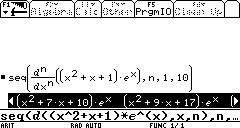 F1 F2 F3 F4 F5 F6
Algebra Calc Other PrgmIO Clean Up
■ seq(dⁿ/dxⁿ((x² + x + 1)·eˣ), n, 1, 10)
◀ (x² + 7·x + 10)·eˣ (x² + 9·x + 17)·eˣ ▶
seq(d((x^2+x+1)*e^(x),x,n),n,…
ARIT RAD AUTO FUNC 1/1